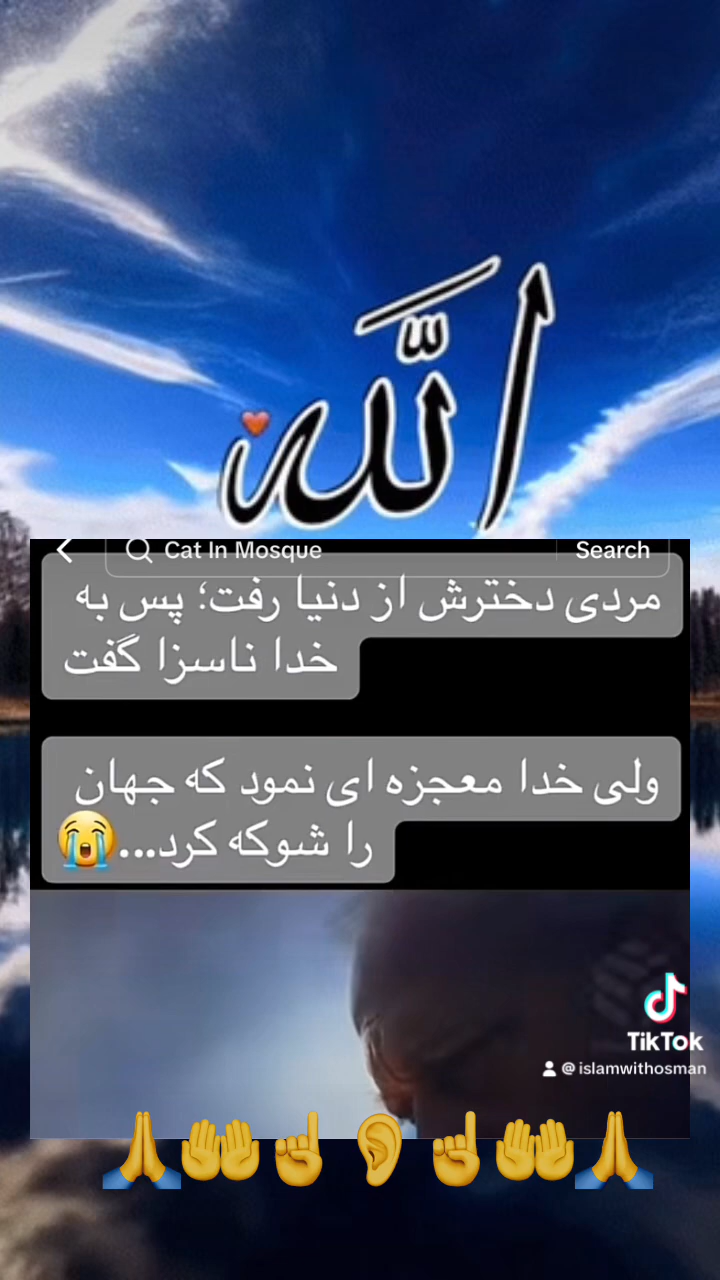 اللّٰه
Cat In Mosque Search
مردی دخترش از دنیا رفت؛ پس به
خدا ناسزا گفت
ولی خدا معجزه ای نمود که جهان
را شوکه کرد...😭
TikTok
@islamwithosman